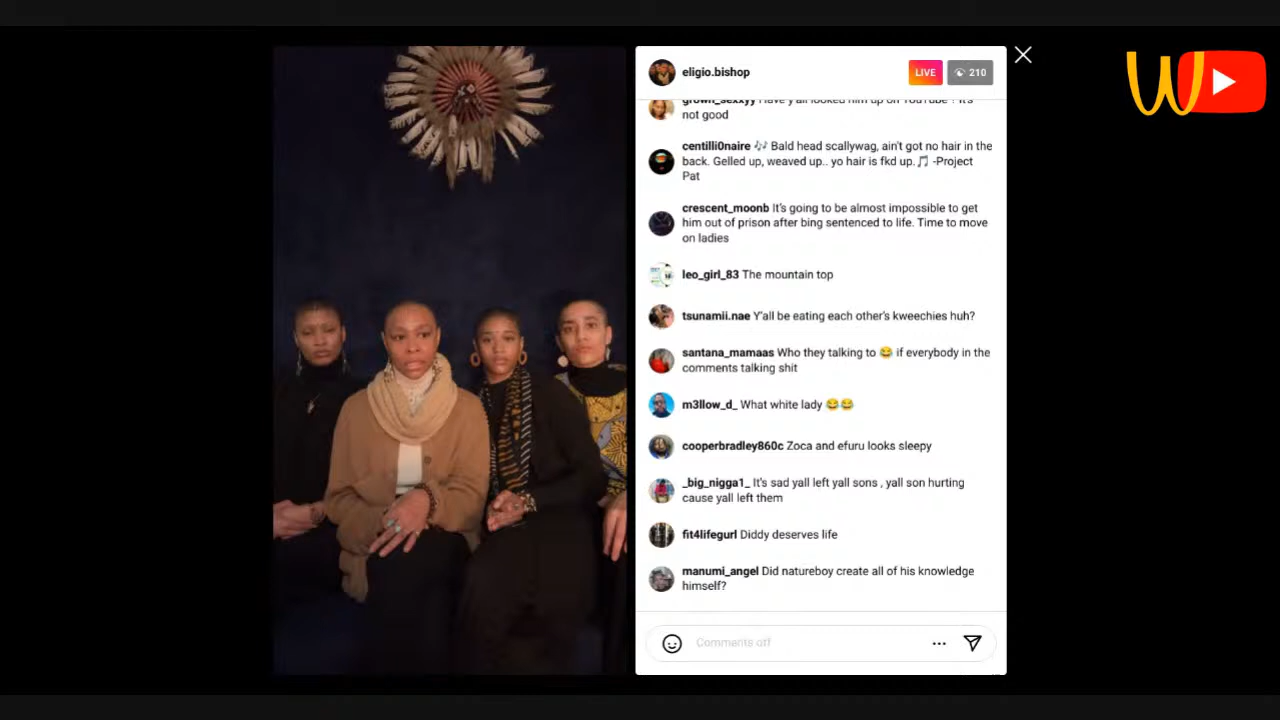 eligio.bishop
LIVE
210
grown_sexxyy Have y'all looked him up on YouTube ? It's
not good
centilli0naire 🎶 Bald head scallywag, ain't got no hair in the
back. Gelled up, weaved up.. yo hair is fkd up.🎵 -Project
Pat
crescent_moonb It's going to be almost impossible to get
him out of prison after bing sentenced to life. Time to move
on ladies
leo_girl_83 The mountain top
tsunamii.nae Y'all be eating each other's kweechies huh?
santana_mamaas Who they talking to 😂 if everybody in the
comments talking shit
m3llow_d_ What white lady 😂😂
cooperbradley860c Zoca and efuru looks sleepy
_big_nigga1_ It's sad yall left yall sons , yall son hurting
cause yall left them
fit4lifegurl Diddy deserves life
manumi_angel Did natureboy create all of his knowledge
himself?
Comments off
W